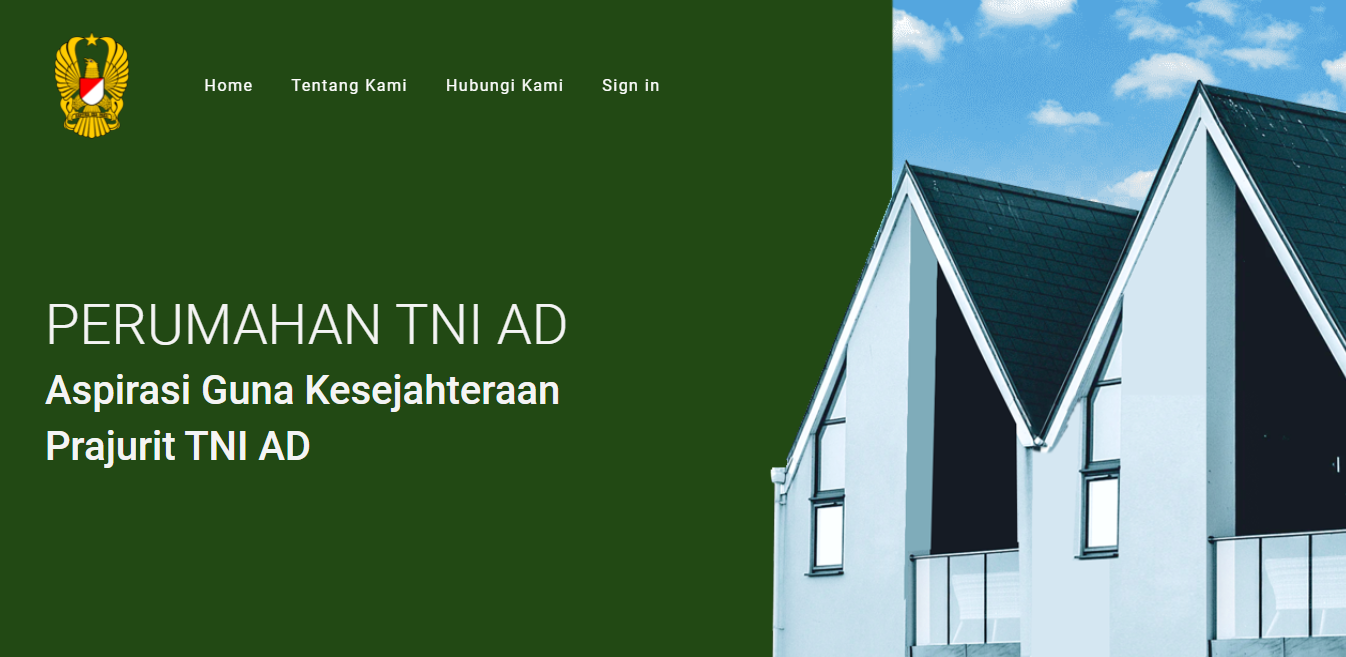 Home Tentang Kami Hubungi Kami Sign in
PERUMAHAN TNI AD
Aspirasi Guna Kesejahteraan
Prajurit TNI AD